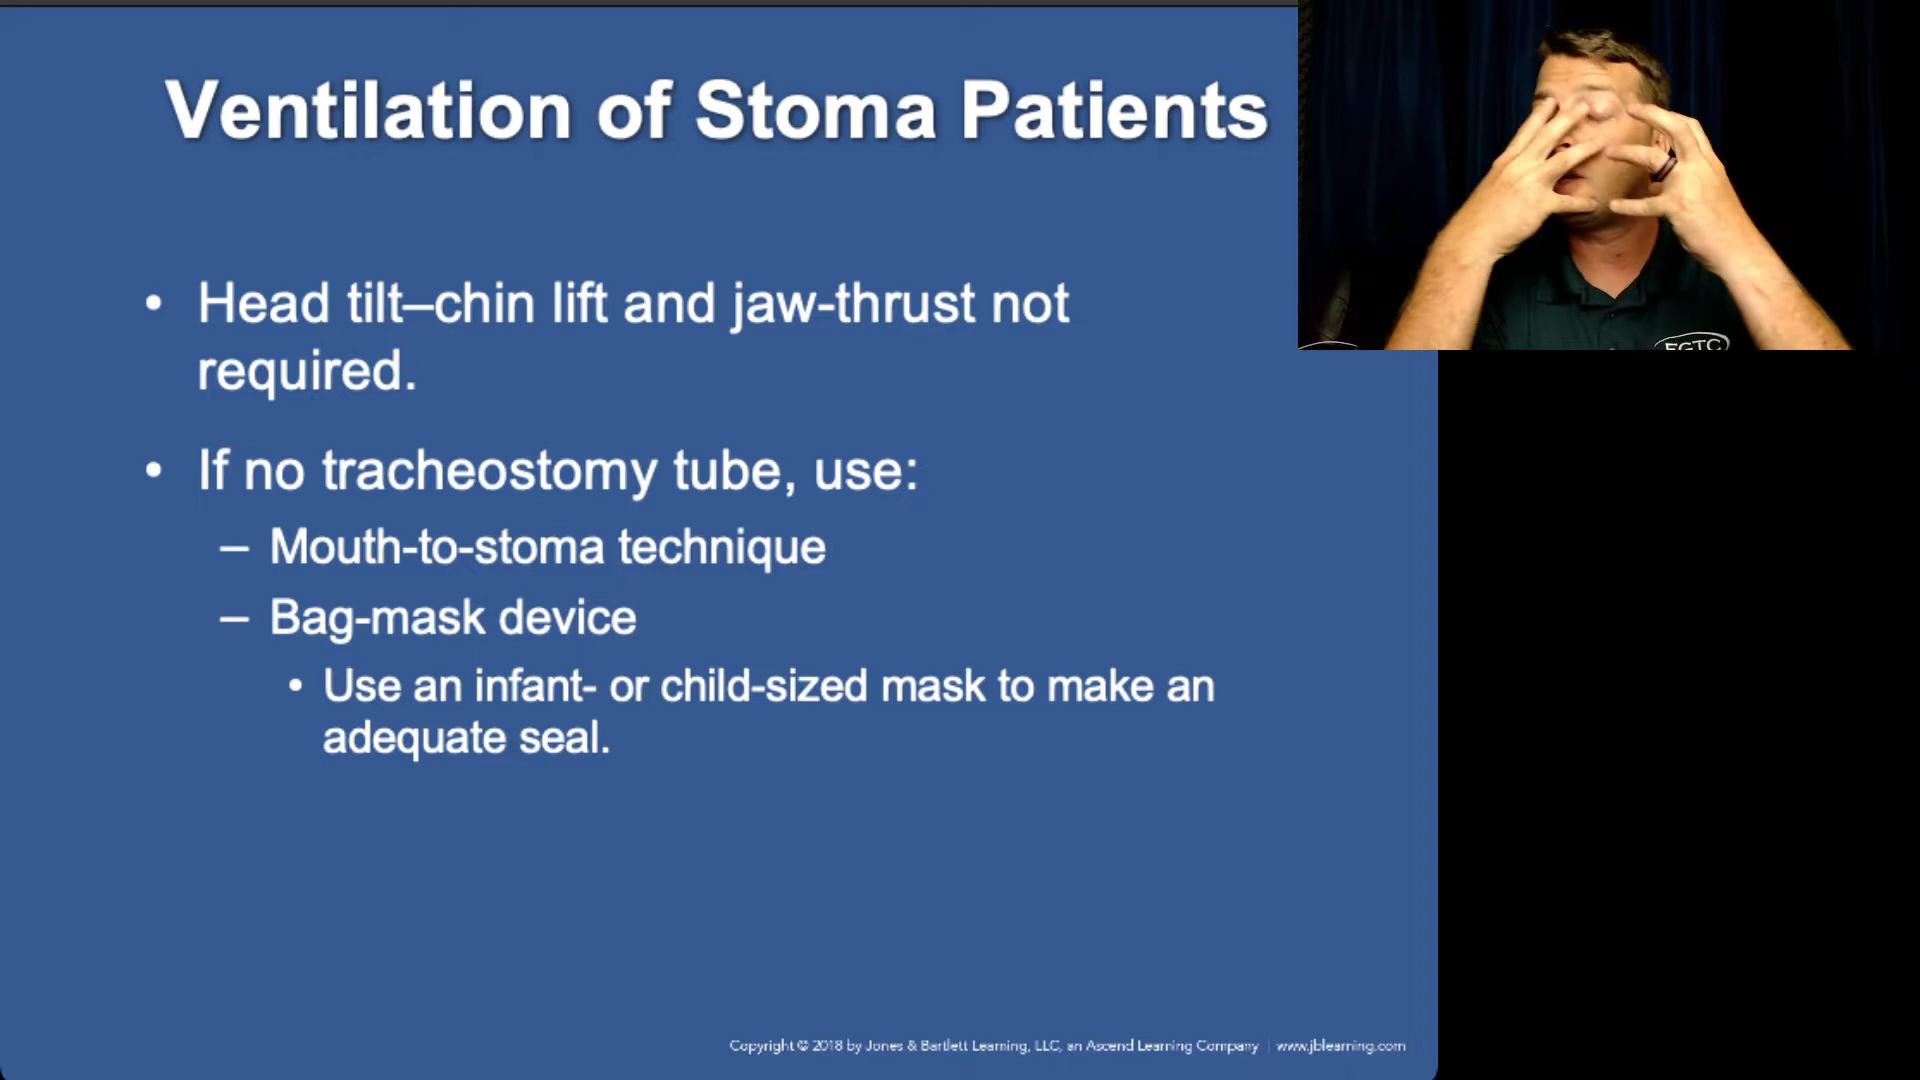 Ventilation of Stoma Patients
• Head tilt–chin lift and jaw-thrust not
required.
• If no tracheostomy tube, use:
– Mouth-to-stoma technique
– Bag-mask device
• Use an infant- or child-sized mask to make an
adequate seal.
FGTC
Copyright © 2018 by Jones & Bartlett Learning, LLC, an Ascend Learning Company | www.jblearning.com